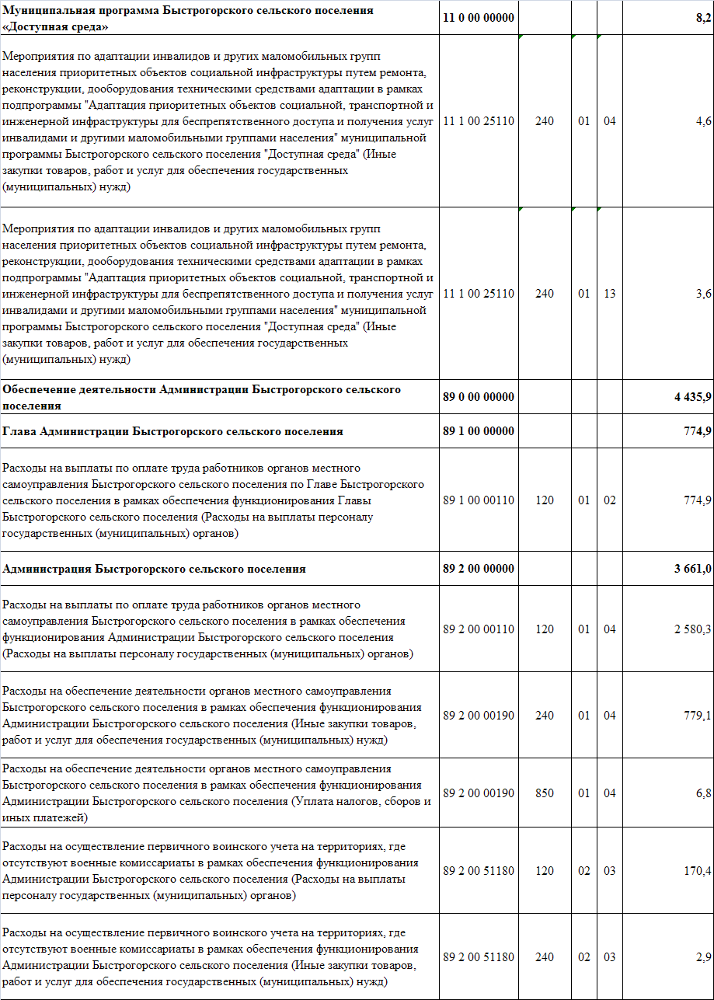 Муниципальная программа Быстрогорского сельского поселения
«Доступная среда»
11 0 00 00000
8,2
Мероприятия по адаптации инвалидов и других маломобильных групп
населения приоритетных объектов социальной инфраструктуры путем ремонта,
реконструкции, дооборудования техническими средствами адаптации в рамках
подпрограммы "Адаптация приоритетных объектов социальной, транспортной и
инженерной инфраструктуры для беспрепятственного доступа и получения услуг
инвалидами и другими маломобильными группами населения" муниципальной
программы Быстрогорского сельского поселения "Доступная среда" (Иные
закупки товаров, работ и услуг для обеспечения государственных
(муниципальных) нужд)
11 1 00 25110 240 01 04 4,6
Мероприятия по адаптации инвалидов и других маломобильных групп
населения приоритетных объектов социальной инфраструктуры путем ремонта,
реконструкции, дооборудования техническими средствами адаптации в рамках
подпрограммы "Адаптация приоритетных объектов социальной, транспортной и
инженерной инфраструктуры для беспрепятственного доступа и получения услуг
инвалидами и другими маломобильными группами населения" муниципальной
программы Быстрогорского сельского поселения "Доступная среда" (Иные
закупки товаров, работ и услуг для обеспечения государственных
(муниципальных) нужд)
11 1 00 25110 240 01 13 3,6
Обеспечение деятельности Администрации Быстрогорского сельского
поселения
89 0 00 00000 4 435,9
Глава Администрации Быстрогорского сельского поселения 89 1 00 00000 774,9
Расходы на выплаты по оплате труда работников органов местного
самоуправления Быстрогорского сельского поселения по Главе Быстрогорского
сельского поселения в рамках обеспечения функционирования Главы
Быстрогорского сельского поселения (Расходы на выплаты персоналу
государственных (муниципальных) органов)
89 1 00 00110 120 01 02 774,9
Администрация Быстрогорского сельского поселения 89 2 00 00000 3 661,0
Расходы на выплаты по оплате труда работников органов местного
самоуправления Быстрогорского сельского поселения в рамках обеспечения
функционирования Администрации Быстрогорского сельского поселения
(Расходы на выплаты персоналу государственных (муниципальных) органов)
89 2 00 00110 120 01 04 2 580,3
Расходы на обеспечение деятельности органов местного самоуправления
Быстрогорского сельского поселения в рамках обеспечения функционирования
Администрации Быстрогорского сельского поселения (Иные закупки товаров,
работ и услуг для обеспечения государственных (муниципальных) нужд)
89 2 00 00190 240 01 04 779,1
Расходы на обеспечение деятельности органов местного самоуправления
Быстрогорского сельского поселения в рамках обеспечения функционирования
Администрации Быстрогорского сельского поселения (Уплата налогов, сборов и
иных платежей)
89 2 00 00190 850 01 04 6,8
Расходы на осуществление первичного воинского учета на территориях, где
отсутствуют военные комиссариаты в рамках обеспечения функционирования
Администрации Быстрогорского сельского поселения (Расходы на выплаты
персоналу государственных (муниципальных) органов)
89 2 00 51180 120 02 03 170,4
Расходы на осуществление первичного воинского учета на территориях, где
отсутствуют военные комиссариаты в рамках обеспечения функционирования
Администрации Быстрогорского сельского поселения (Иные закупки товаров,
работ и услуг для обеспечения государственных (муниципальных) нужд)
89 2 00 51180 240 02 03 2,9